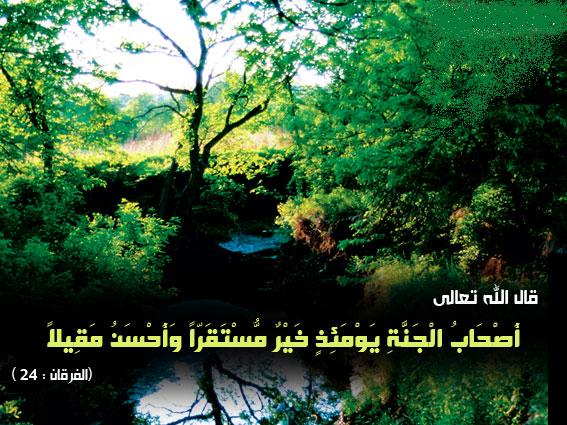 قال الله تعالى
أَصْحَابُ الْجَنَّةِ يَوْمَئِذٍ خَيْرٌ مُّسْتَقَرّاً وَأَحْسَنُ مَقِيلاً
(الفرقان : 24 )